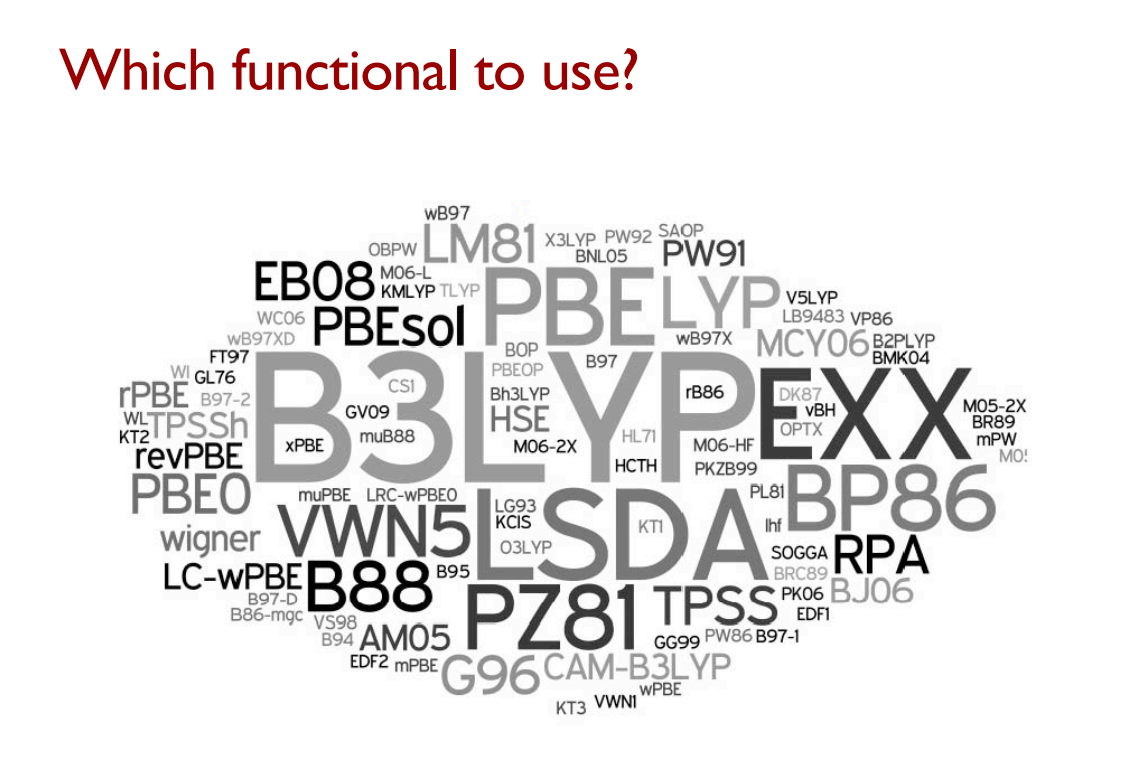 Which functional to use?
wB97
OBPW LM81 X3LYP PW92 SAOP
BNL05 PW91
EB08 M06-L
KMLYP TLYP PBE LYP V5LYP
WC06 PBEsol LB9483 VP86
wB97XD BOP wB97X MCY06 B2PLYP
FT97 PBEOP B97 BMK04
WI GL76 B3LYP EXX
rPBE B97-2 CS1 Bh3LYP rB86 DK87
WL TPSSh GV09 HSE vBH M05-2X
KT2 muB88 HL71 OPTX BR89
revPBE xPBE M06-2X M06-HF mPW
HCTH PKZB99
PBE0 muPBE LRC-wPBE0 PL81 BP86
wigner VWN5 LG93 LSDA lhf
KCIS KT1
O3LYP SOGGA RPA
LC-wPBE B88 B95 BRC89
B97-D PZ81 TPSS PK06 BJ06
B86-mgc VS98 EDF1
B94 AM05 GG99 PW86 B97-1
EDF2 mPBE G96 CAM-B3LYP
wPBE
KT3 VWN1